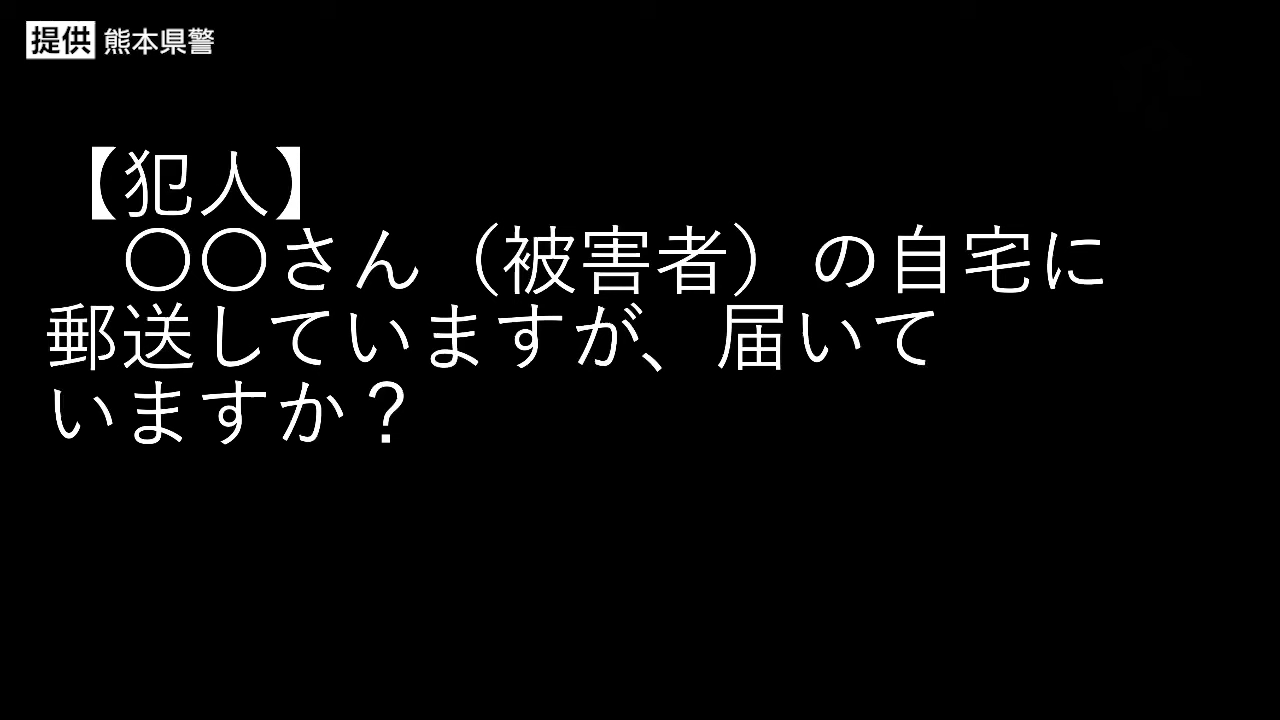 提供 熊本県警
【犯人】
〇〇さん（被害者）の自宅に
郵送していますが、届いて
いますか？